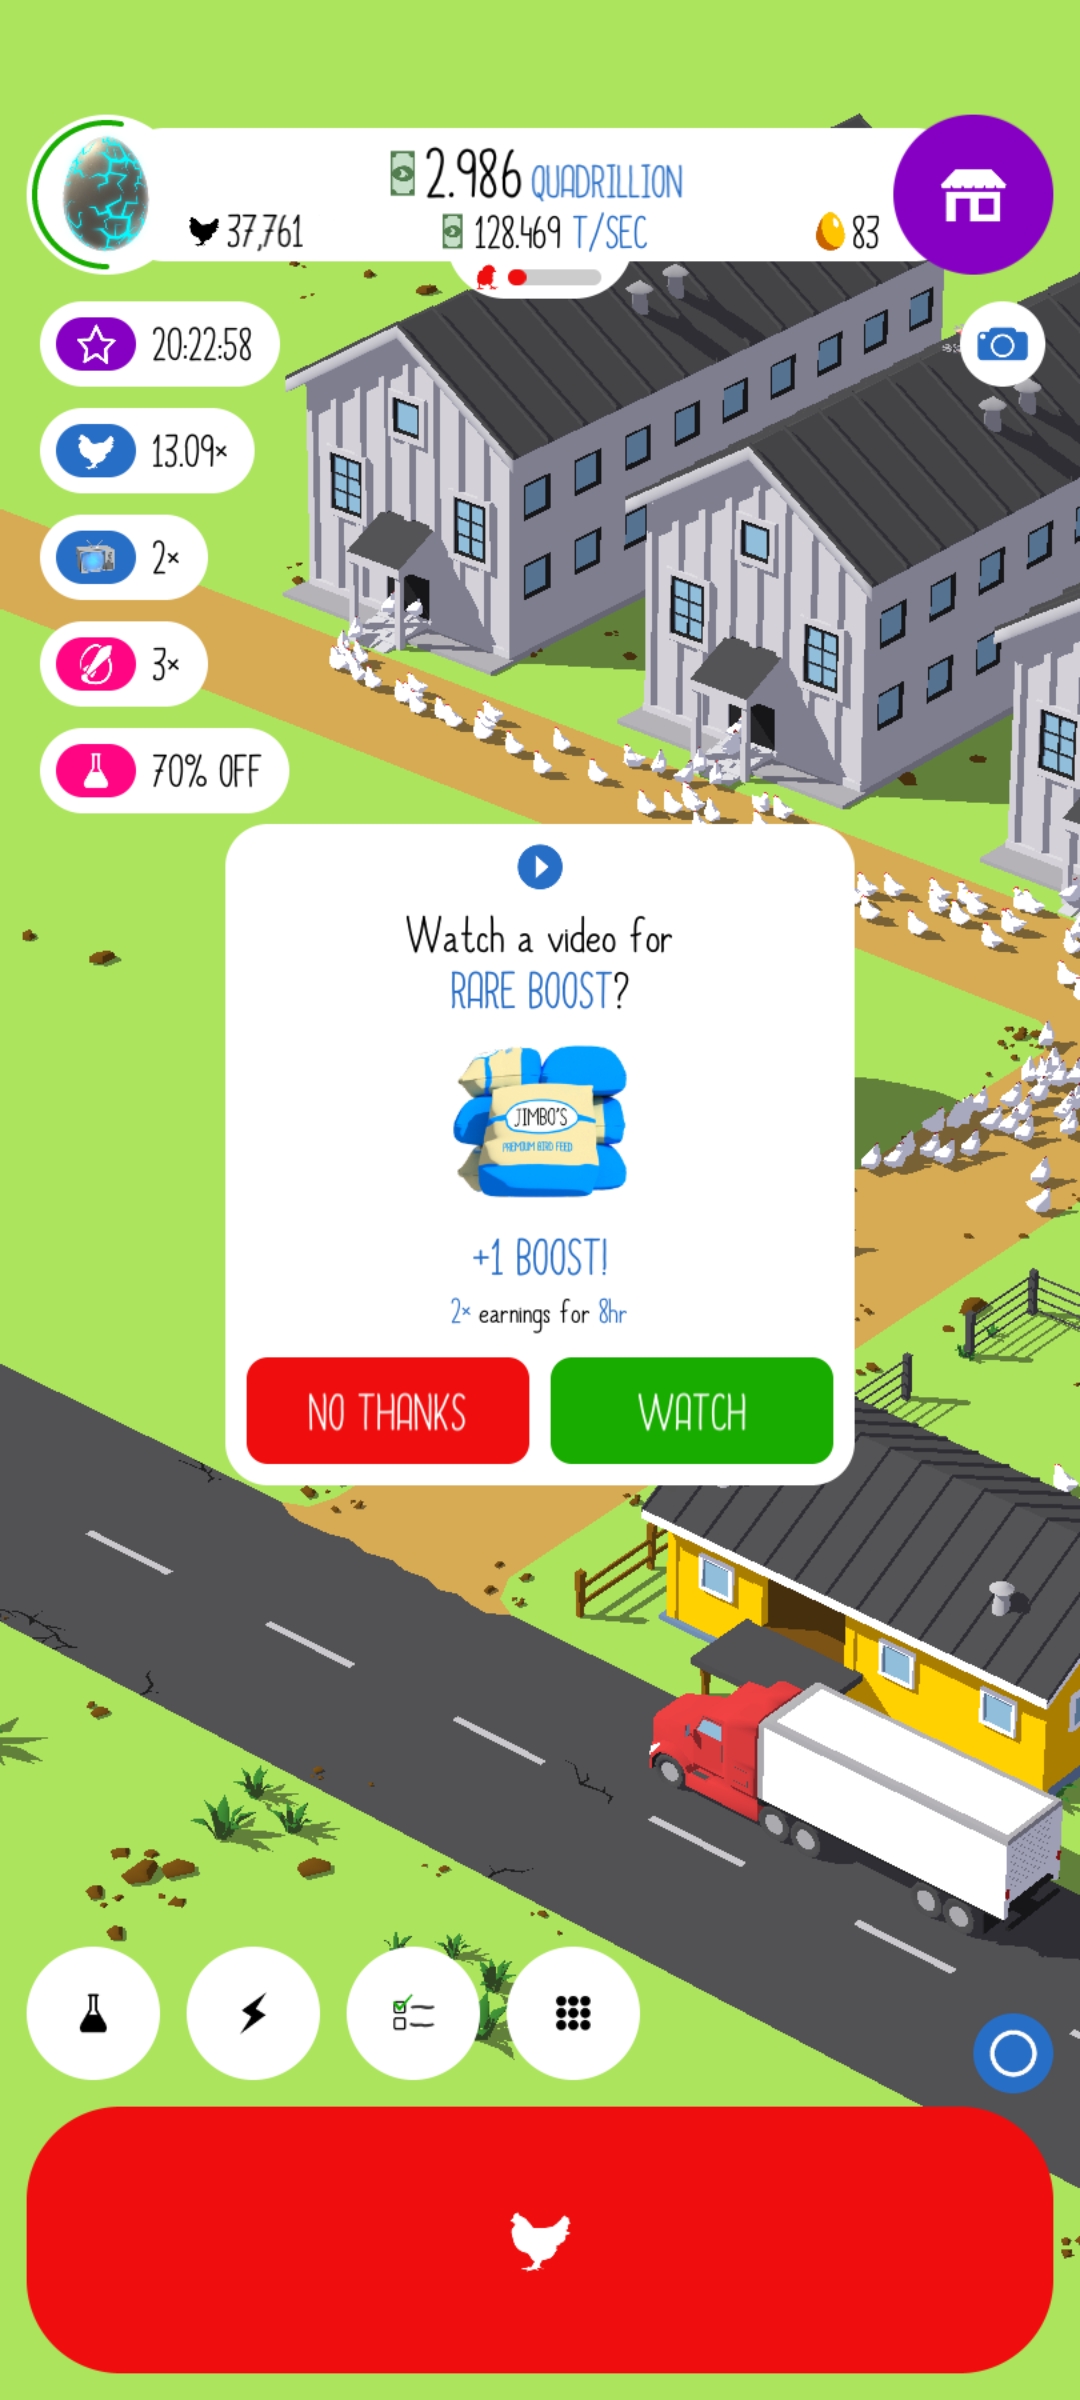 2.986 QUADRILLION
37,761
128.469 T/SEC
83
20:22:58
13.09×
2×
3×
70% OFF
Watch a video for
RARE BOOST?
JIMBO'S
PREMIUM BIRD FEED
+1 BOOST!
2× earnings for 8hr
NO THANKS
WATCH